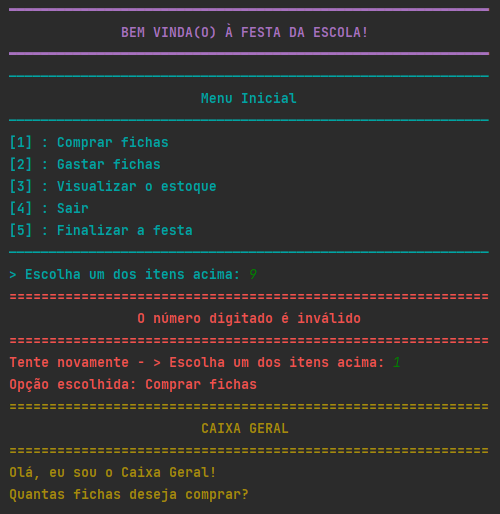 BEM VINDA(O) À FESTA DA ESCOLA!
Menu Inicial
[1] : Comprar fichas
[2] : Gastar fichas
[3] : Visualizar o estoque
[4] : Sair
[5] : Finalizar a festa
> Escolha um dos itens acima: 9
============================================================
O número digitado é inválido
============================================================
Tente novamente - > Escolha um dos itens acima: 1
Opção escolhida: Comprar fichas
============================================================
CAIXA GERAL
============================================================
Olá, eu sou o Caixa Geral!
Quantas fichas deseja comprar?